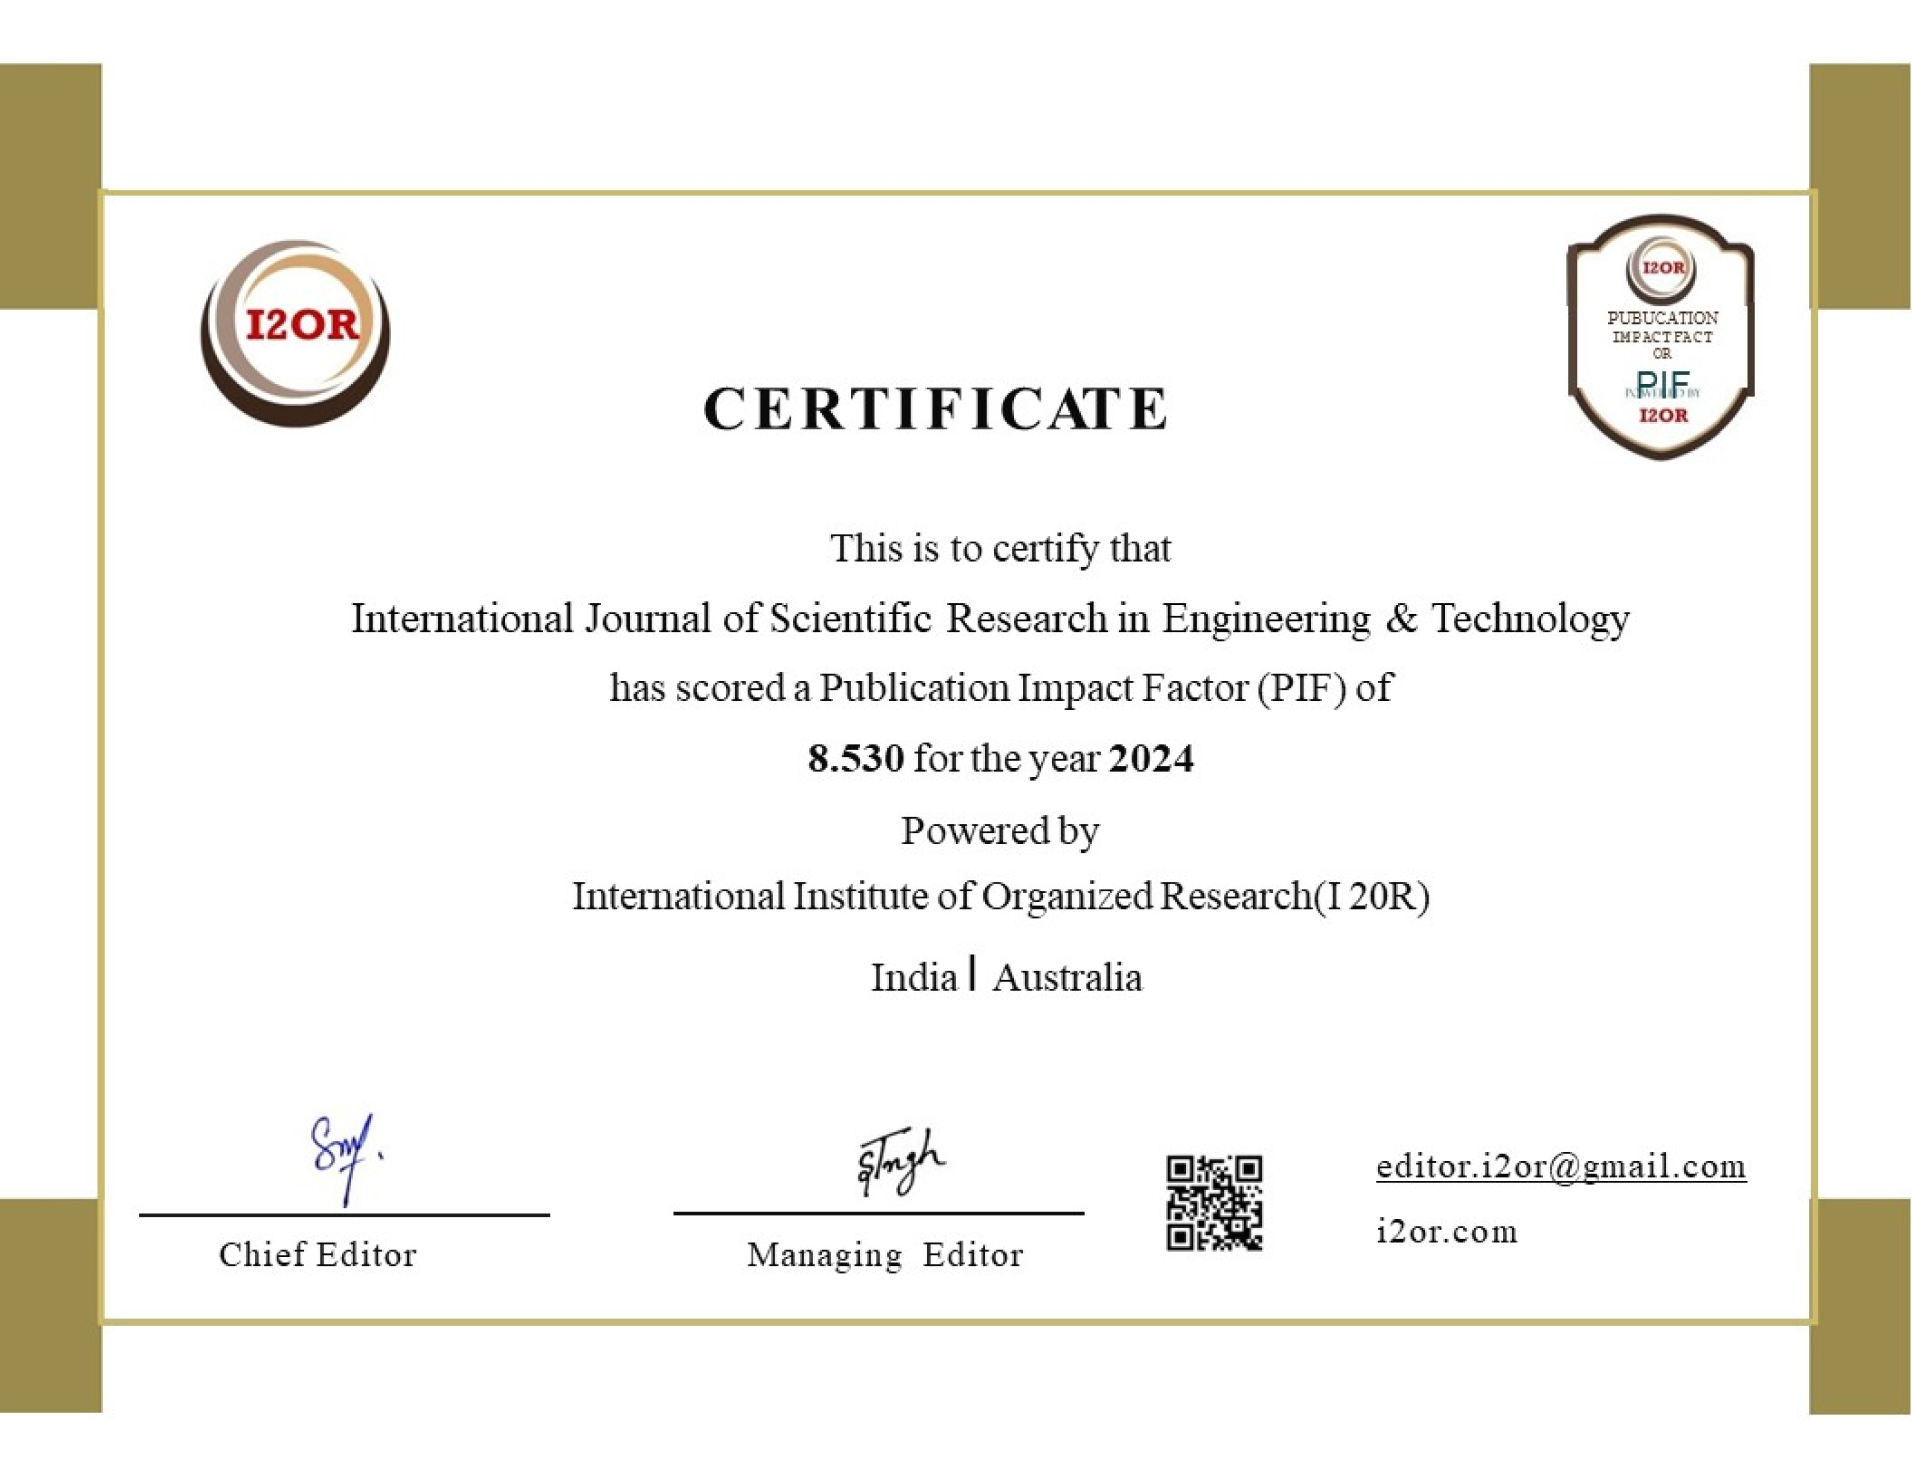 I2OR
I2OR
PUBUCATION
IMPACTFACT
OR
PIF
POWERED BY
I2OR
CERTIFICATE
This is to certify that
International Journal of Scientific Research in Engineering & Technology
has scored a Publication Impact Factor (PIF) of
8.530 for the year 2024
Powered by
International Institute of Organized Research(I 20R)
India | Australia
Chief Editor
Managing Editor
editor.i2or@gmail.com
i2or.com